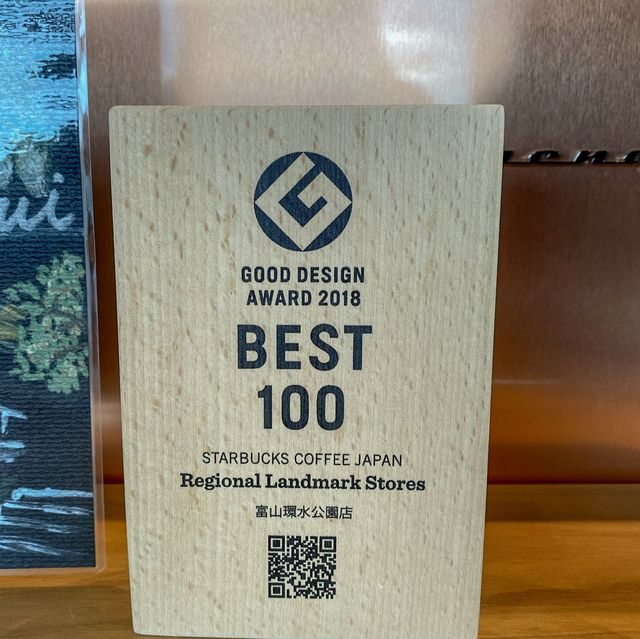 GOOD DESIGN
AWARD 2018
BEST
100
STARBUCKS COFFEE JAPAN
Regional Landmark Stores
富山環水公園店